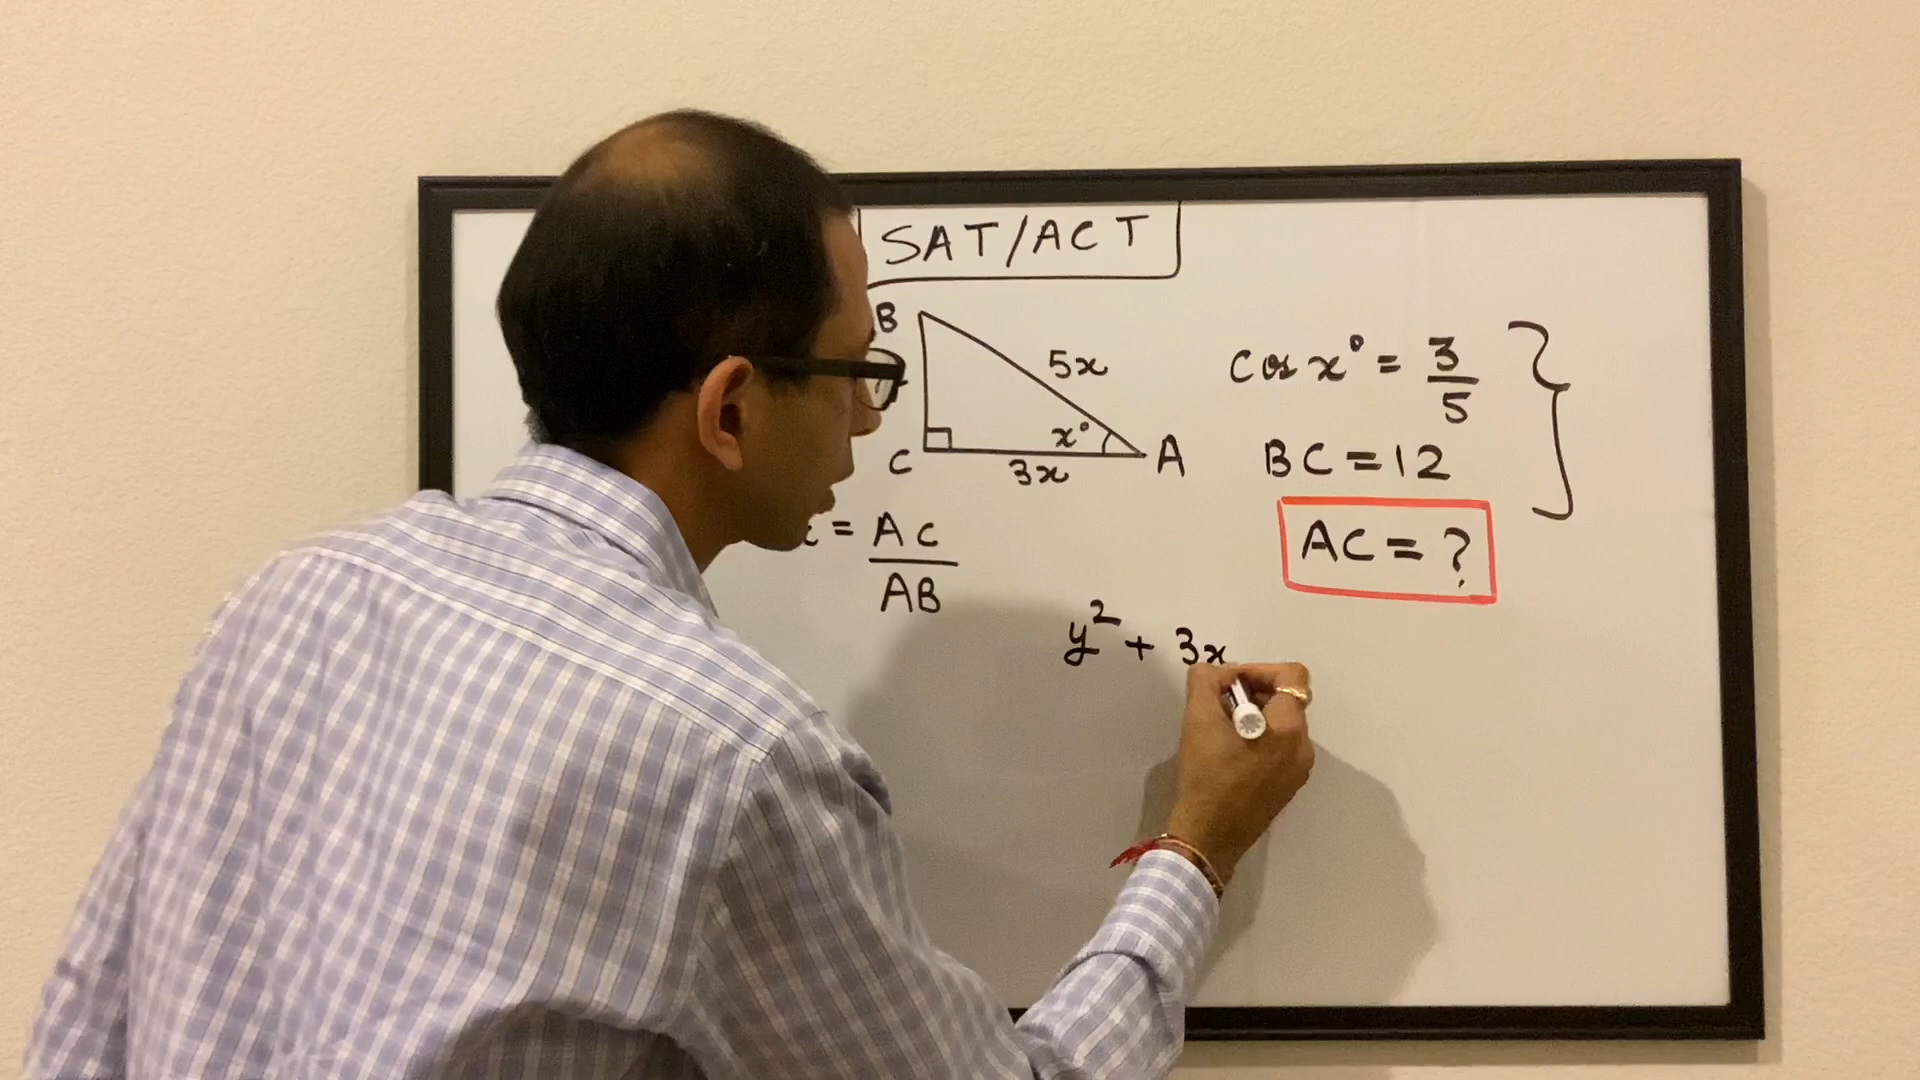 SAT/ACT
B
5x
cos x° = 3/5
x°
C
A
3x
BC = 12
= AC/AB
AC = ?
y² + 3x